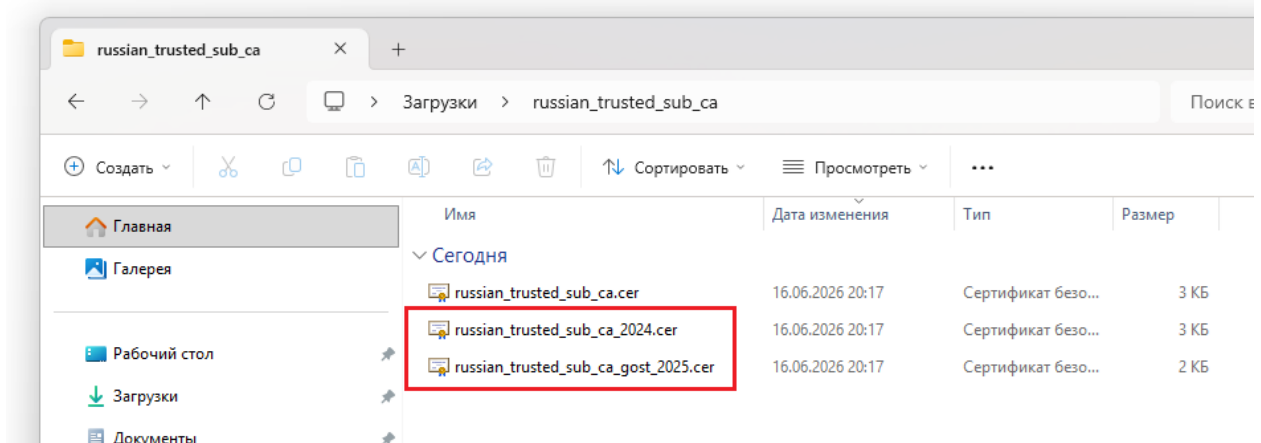 russian_trusted_sub_ca
Загрузки > russian_trusted_sub_ca
Поиск в
Создать
Сортировать
Просмотреть
Имя Дата изменения Тип Размер
Главная
Сегодня
Галерея
russian_trusted_sub_ca.cer 16.06.2026 20:17 Сертификат безо... 3 КБ
russian_trusted_sub_ca_2024.cer 16.06.2026 20:17 Сертификат безо... 3 КБ
Рабочий стол
russian_trusted_sub_ca_gost_2025.cer 16.06.2026 20:17 Сертификат безо... 2 КБ
Загрузки
Документы